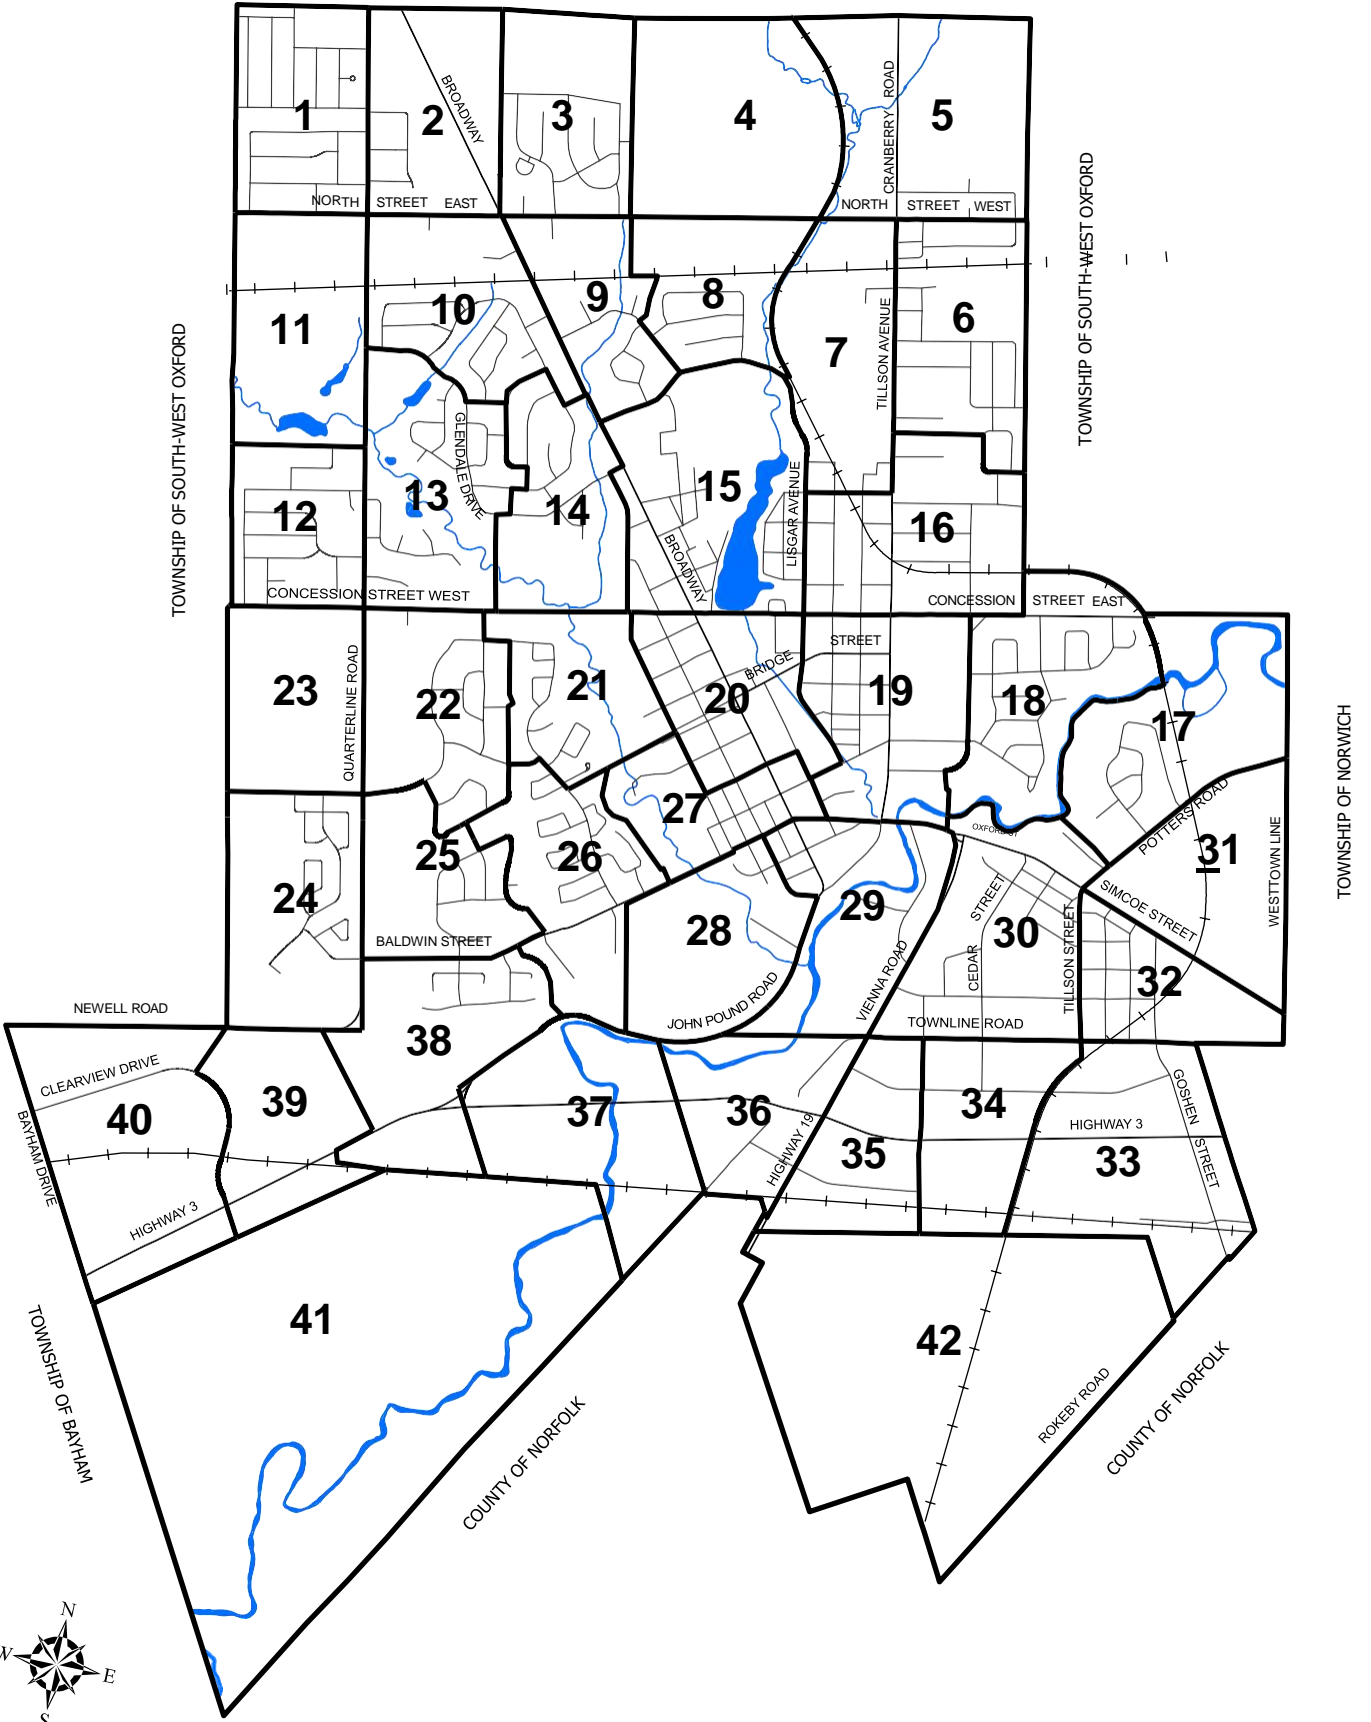 1
2
3
4
5
BROADWAY
CRANBERRY ROAD
NORTH STREET EAST
NORTH STREET WEST
TOWNSHIP OF SOUTH-WEST OXFORD
11
10
9
8
7
6
TILLSON AVENUE
TOWNSHIP OF SOUTH-WEST OXFORD
12
13
GLENDALE DRIVE
14
15
LISGAR AVENUE
16
BROADWAY
CONCESSION STREET WEST
CONCESSION STREET EAST
23
QUARTERLINE ROAD
22
21
20
BRIDGE STREET
19
18
17
TOWNSHIP OF NORWICH
24
25
26
27
28
29
30
31
32
OXFORD ST
POTTERS ROAD
SIMCOE STREET
WESTTOWN LINE
BALDWIN STREET
CEDAR STREET
TILLSON STREET
JOHN POUND ROAD
VIENNA ROAD
TOWNLINE ROAD
NEWELL ROAD
38
CLEARVIEW DRIVE
40
39
37
36
35
34
33
BAYHAM DRIVE
HIGHWAY 3
HIGHWAY 19
HIGHWAY 3
GOSHEN STREET
41
42
TOWNSHIP OF BAYHAM
COUNTY OF NORFOLK
ROKEBY ROAD
COUNTY OF NORFOLK
N
W
E
S